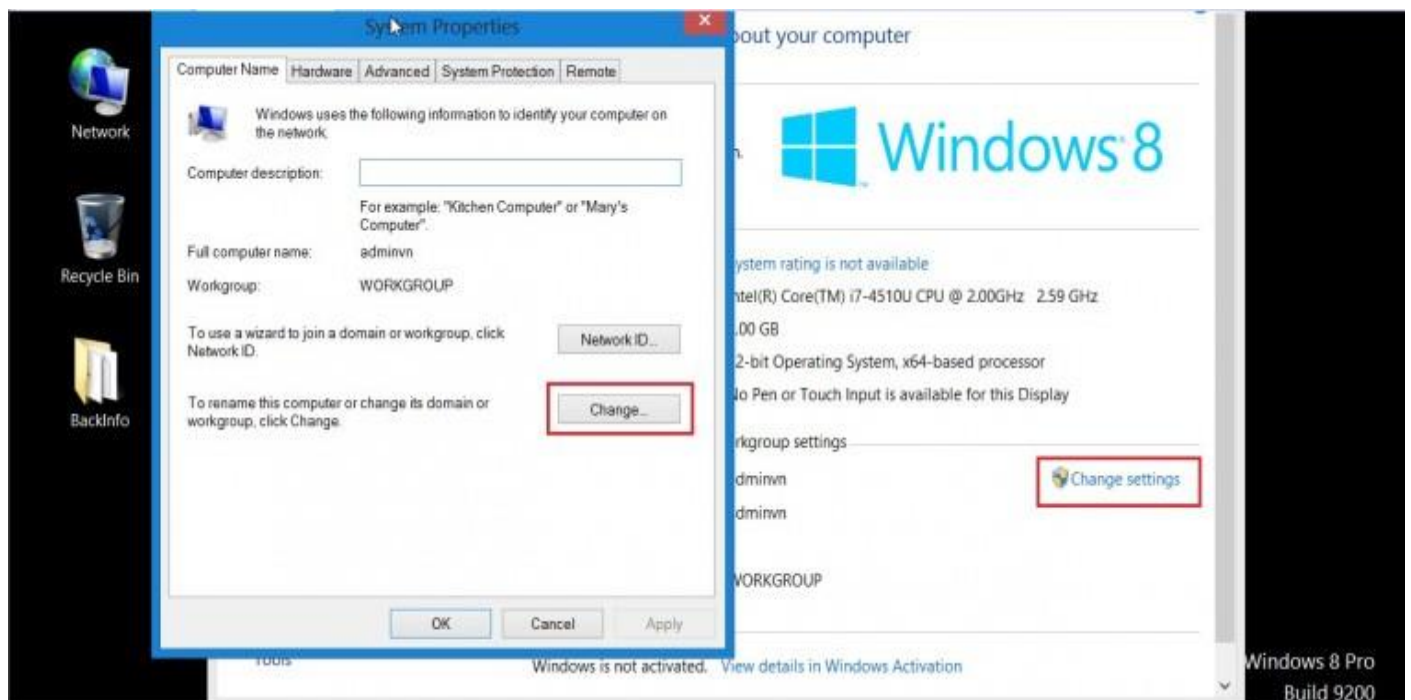 System Properties
Computer Name Hardware Advanced System Protection Remote
Windows uses the following information to identify your computer on
the network.
Computer description:
For example: "Kitchen Computer" or "Mary's
Computer".
Full computer name: adminvn
Workgroup: WORKGROUP
To use a wizard to join a domain or workgroup, click
Network ID.
Network ID...
To rename this computer or change its domain or
workgroup, click Change.
Change...
OK Cancel Apply
Network
Recycle Bin
BackInfo
out your computer
Windows 8
ystem rating is not available
ntel(R) Core(TM) i7-4510U CPU @ 2.00GHz 2.59 GHz
.00 GB
2-bit Operating System, x64-based processor
No Pen or Touch Input is available for this Display
rkgroup settings
dminvn
Change settings
dminvn
WORKGROUP
Windows is not activated. View details in Windows Activation
Windows 8 Pro
Build 9200